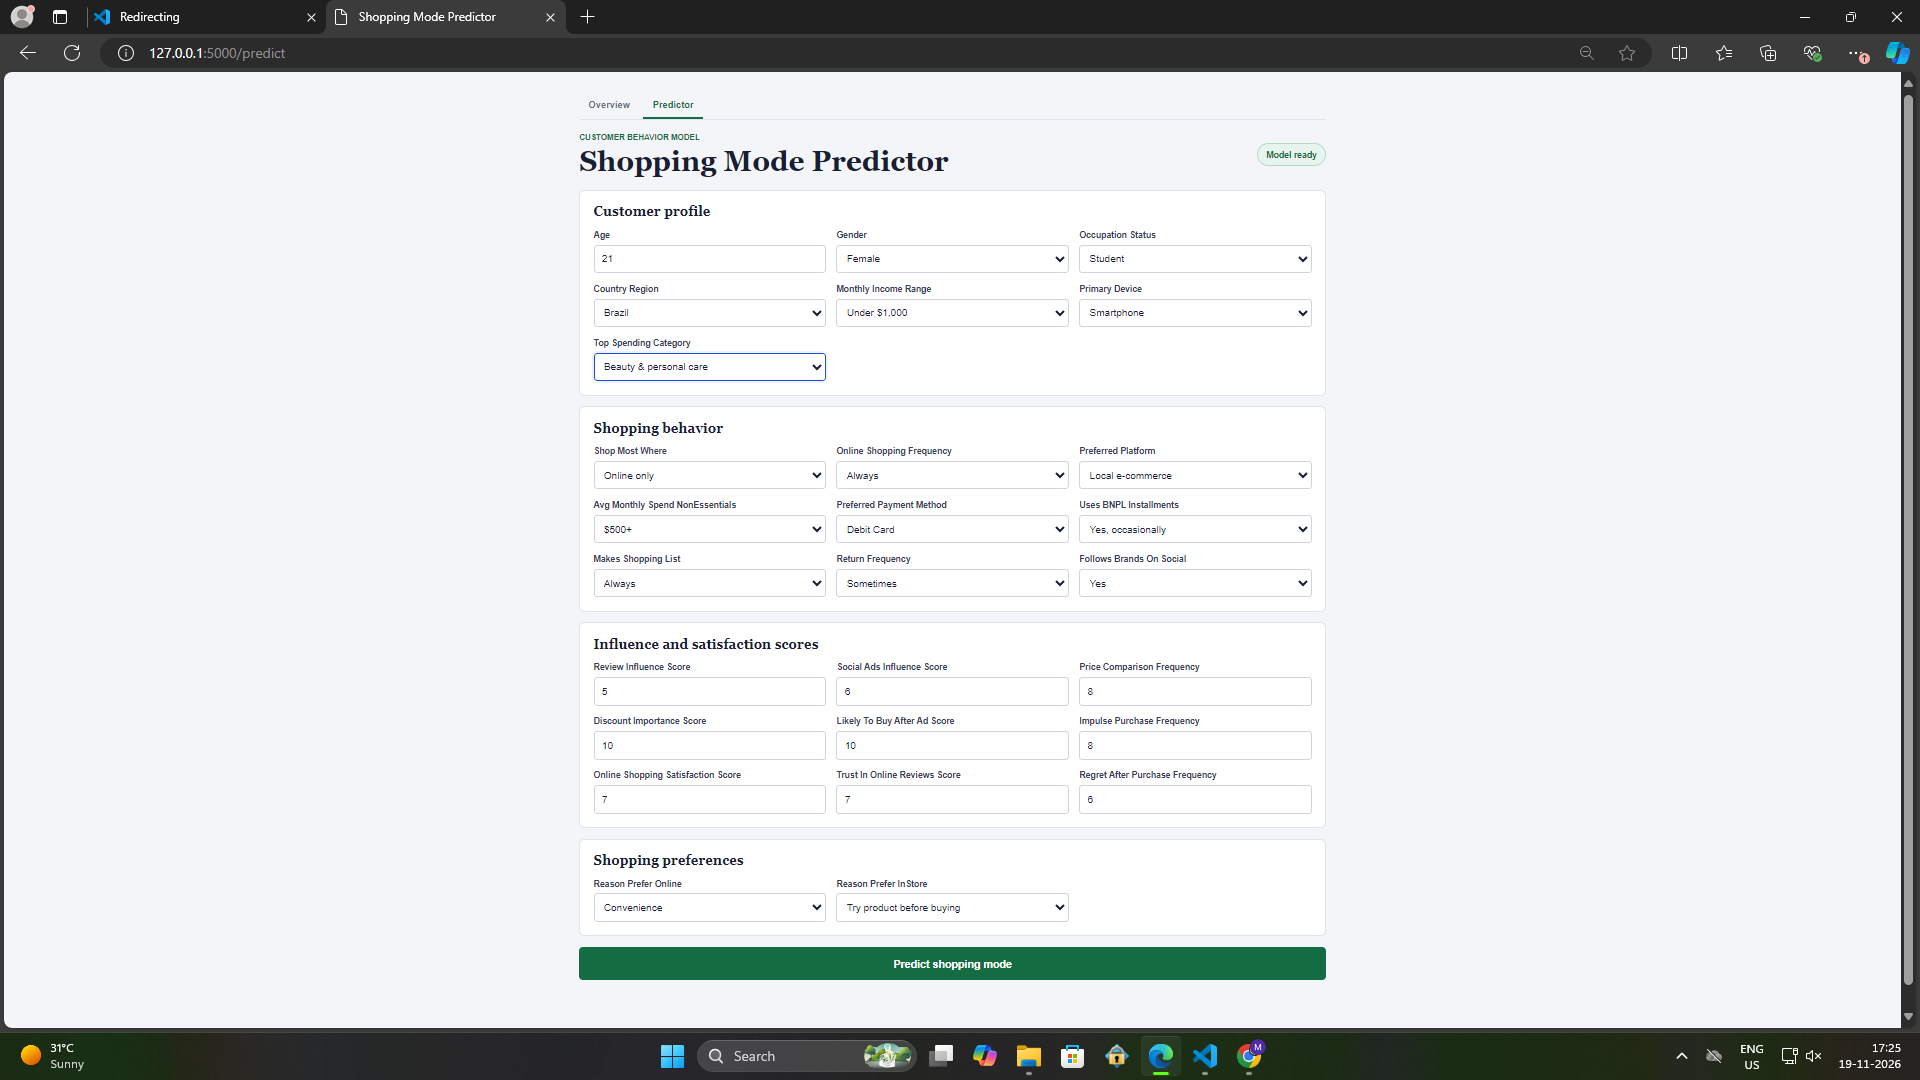 Redirecting
Shopping Mode Predictor
127.0.0.1:5000/predict
Overview Predictor
CUSTOMER BEHAVIOR MODEL
Shopping Mode Predictor
Model ready
Customer profile
Age Gender Occupation Status
21 Female Student
Country Region Monthly Income Range Primary Device
Brazil Under $1,000 Smartphone
Top Spending Category
Beauty & personal care
Shopping behavior
Shop Most Where Online Shopping Frequency Preferred Platform
Online only Always Local e-commerce
Avg Monthly Spend NonEssentials Preferred Payment Method Uses BNPL Installments
$500+ Debit Card Yes, occasionally
Makes Shopping List Return Frequency Follows Brands On Social
Always Sometimes Yes
Influence and satisfaction scores
Review Influence Score Social Ads Influence Score Price Comparison Frequency
5 6 8
Discount Importance Score Likely To Buy After Ad Score Impulse Purchase Frequency
10 10 8
Online Shopping Satisfaction Score Trust In Online Reviews Score Regret After Purchase Frequency
7 7 6
Shopping preferences
Reason Prefer Online Reason Prefer InStore
Convenience Try product before buying
Predict shopping mode
31°C
Sunny
Search
M
ENG
US
17:25
19-11-2026